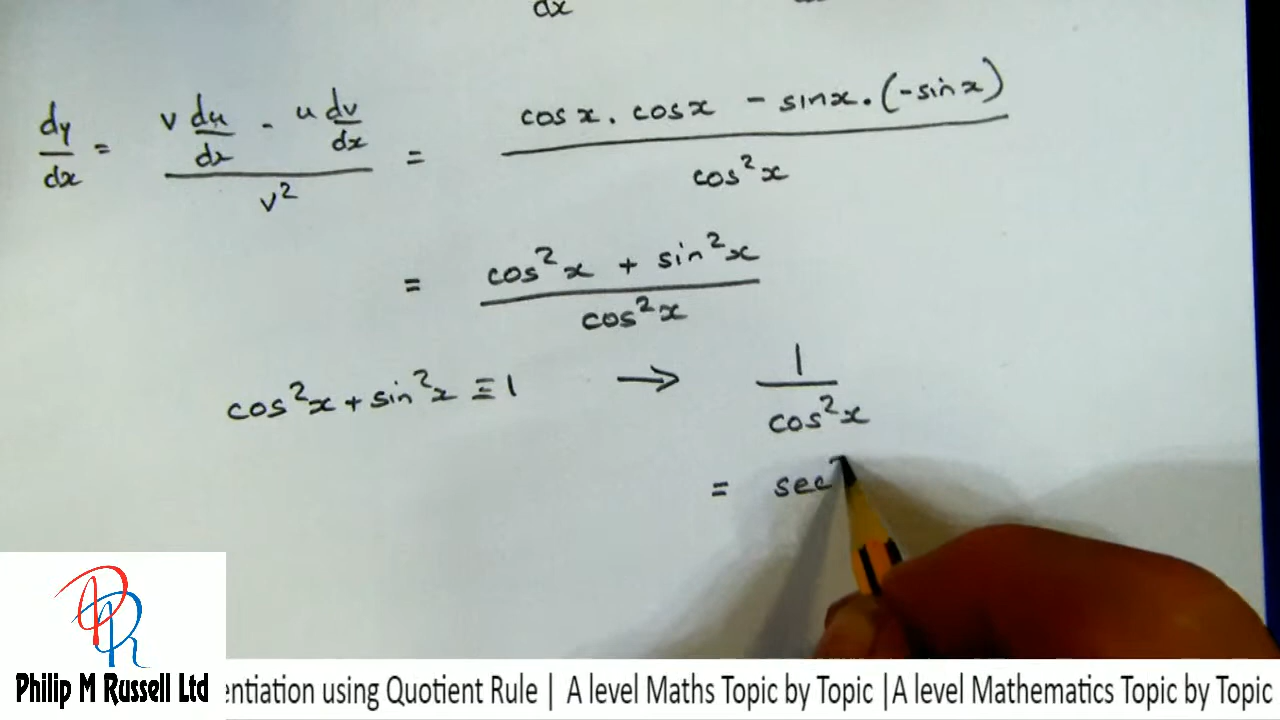 dx
dy/dx = (v du/dx - u dv/dx)/v² = (cos x . cos x - sin x . (-sin x))/cos²x
= (cos²x + sin²x)/cos²x
cos²x + sin²x ≡ 1 → 1/cos²x
= sec²
Philip M Russell Ltd
entiation using Quotient Rule | A level Maths Topic by Topic |A level Mathematics Topic by Topic